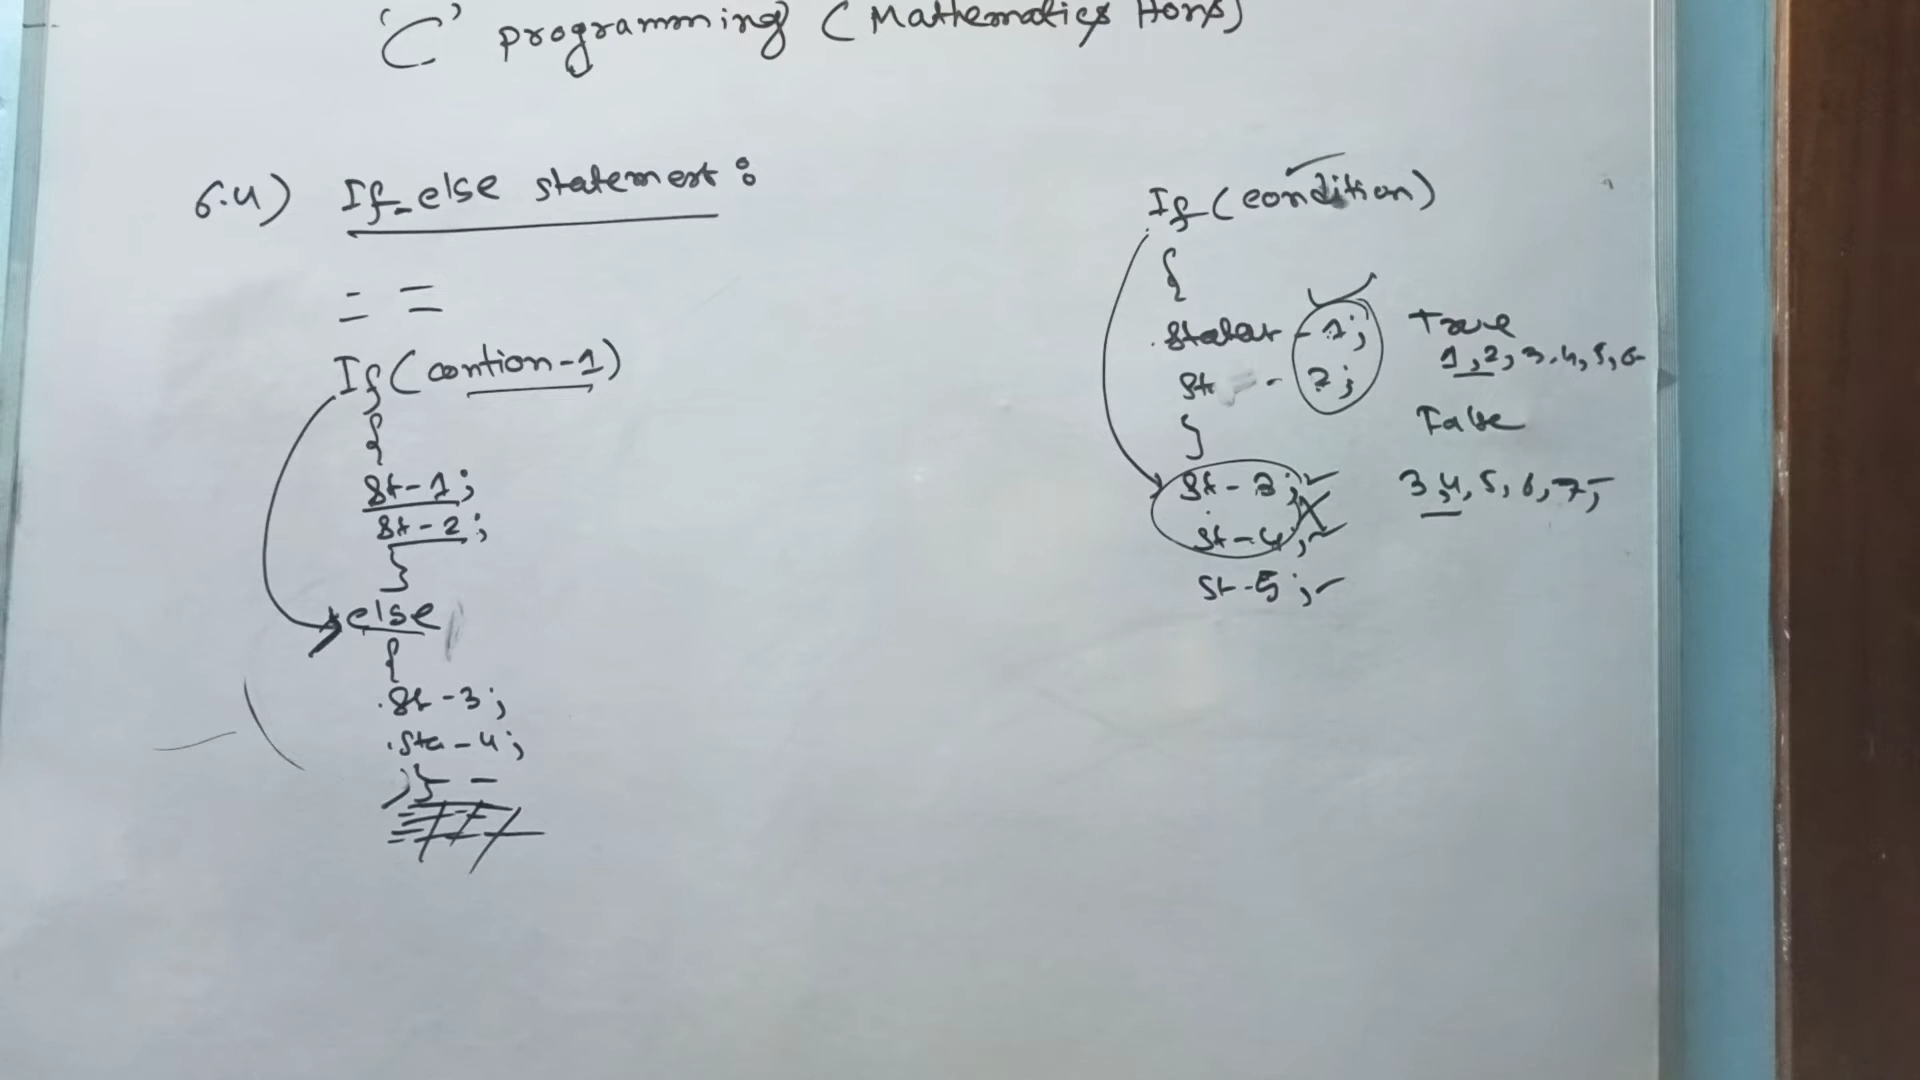 'C' programming (Mathematics Hons)
6.4) If-else statement :
= =
If (contion-1)
{
St-1;
St-2;
}
else
{
St-3;
Sta-4;
}
If (condition)
{
-1;
St - 2;
}
St-3;
St-4;
St-5;
True
1,2,3,4,5,6
False
3,4,5,6,7,